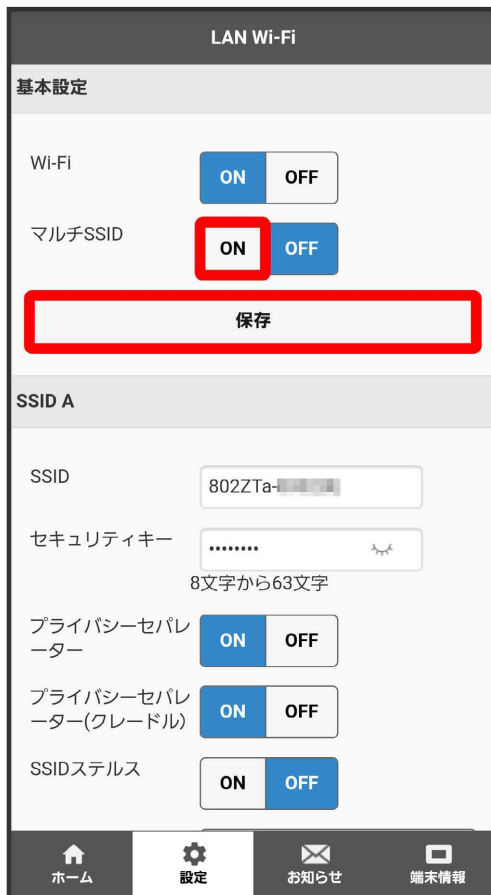 LAN Wi-Fi
基本設定
Wi-Fi
ON OFF
マルチSSID
ON OFF
保存
SSID A
SSID
802ZTa-
セキュリティキー
••••••••
8文字から63文字
プライバシーセパレ
ーター
ON OFF
プライバシーセパレ
ーター(クレードル)
ON OFF
SSIDステルス
ON OFF
ホーム 設定 お知らせ 端末情報